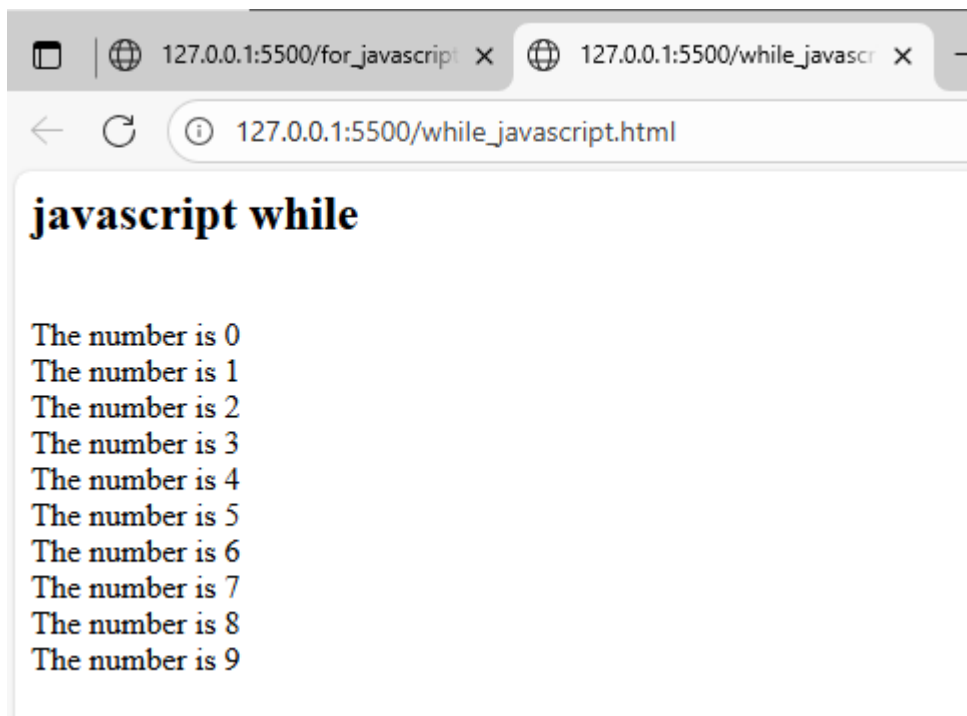 127.0.0.1:5500/for_javascript
127.0.0.1:5500/while_javascr
127.0.0.1:5500/while_javascript.html
javascript while
The number is 0
The number is 1
The number is 2
The number is 3
The number is 4
The number is 5
The number is 6
The number is 7
The number is 8
The number is 9